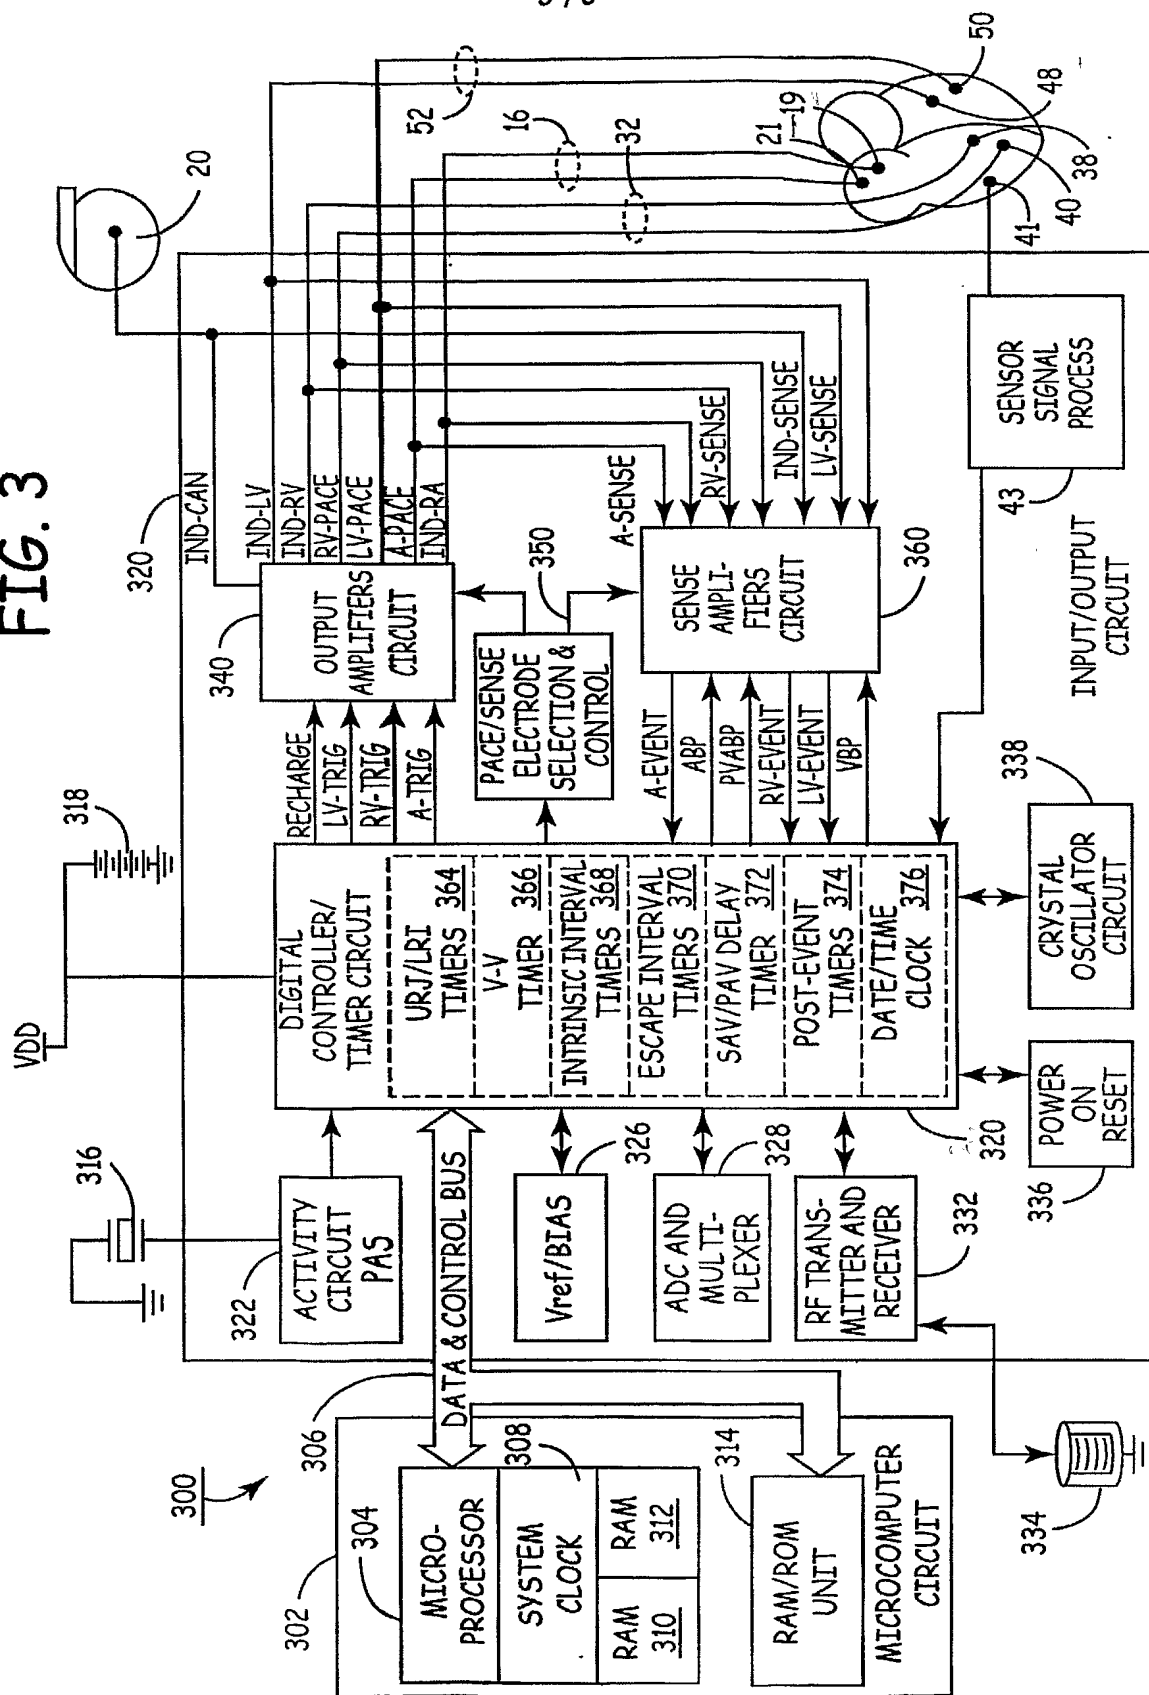 FIG. 3
300
302
304
MICRO-
PROCESSOR
SYSTEM
CLOCK
308
RAM
310
RAM
312
314
RAM/ROM
UNIT
MICROCOMPUTER
CIRCUIT
306
DATA & CONTROL BUS
316
322
ACTIVITY
CIRCUIT
PAS
Vref/BIAS
326
ADC AND
MULTI-
PLEXER
328
RF TRANS-
MITTER AND
RECEIVER
332
334
VDD
318
DIGITAL
CONTROLLER/
TIMER CIRCUIT
URJ/LRI
TIMERS 364
V-V
TIMER 366
INTRINSIC INTERVAL
TIMERS 368
ESCAPE INTERVAL
TIMERS 370
SAV/PAV DELAY
TIMER 372
POST-EVENT
TIMERS 374
DATE/TIME
CLOCK 376
320
POWER
ON
RESET
336
CRYSTAL
OSCILLATOR
CIRCUIT
338
RECHARGE
LV-TRIG
RV-TRIG
A-TRIG
340
OUTPUT
AMPLIFIERS
CIRCUIT
PACE/SENSE
ELECTRODE
SELECTION &
CONTROL
350
A-EVENT
ABP
PVABP
RV-EVENT
LV-EVENT
VBP
SENSE
AMPLI-
FIERS
CIRCUIT
360
INPUT/OUTPUT
CIRCUIT
320
IND-CAN
IND-LV
IND-RV
RV-PACE
LV-PACE
A-PACE
IND-RA
A-SENSE
RV-SENSE
IND-SENSE
LV-SENSE
SENSOR
SIGNAL
PROCESS
43
20
52
16
32
21
19
50
48
38
40
41